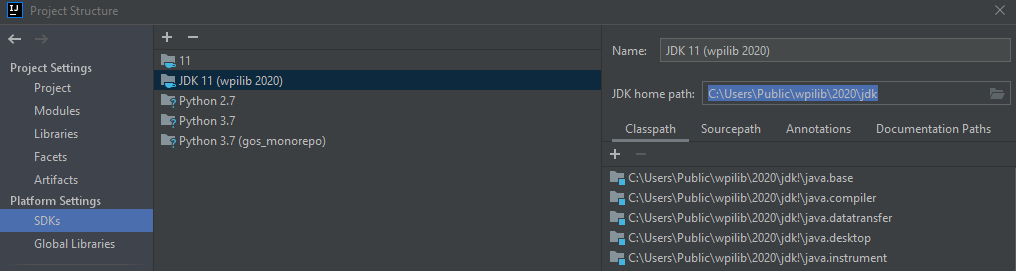 IJ Project Structure
Project Settings
Project
Modules
Libraries
Facets
Artifacts
Platform Settings
SDKs
Global Libraries
11
JDK 11 (wpilib 2020)
Python 2.7
Python 3.7
Python 3.7 (gos_monorepo)
Name: JDK 11 (wpilib 2020)
JDK home path: C:\Users\Public\wpilib\2020\jdk
Classpath Sourcepath Annotations Documentation Paths
C:\Users\Public\wpilib\2020\jdk!\java.base
C:\Users\Public\wpilib\2020\jdk!\java.compiler
C:\Users\Public\wpilib\2020\jdk!\java.datatransfer
C:\Users\Public\wpilib\2020\jdk!\java.desktop
C:\Users\Public\wpilib\2020\jdk!\java.instrument